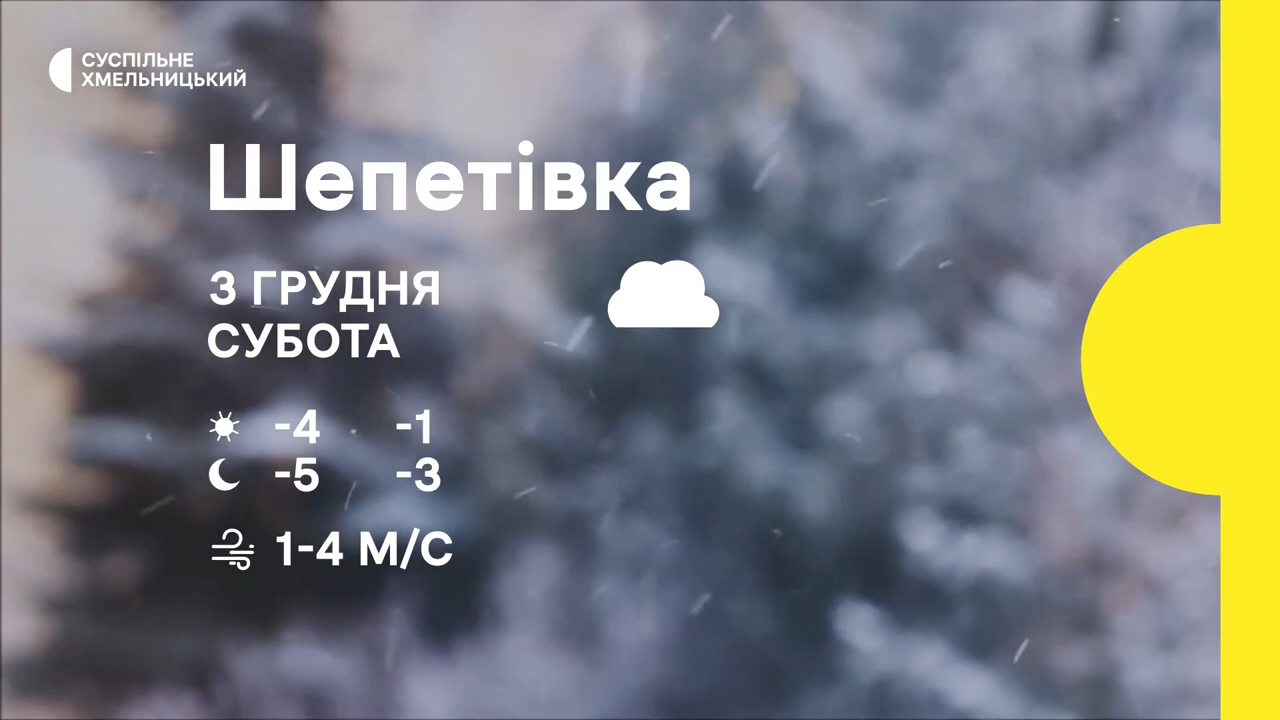 СУСПІЛЬНЕ
ХМЕЛЬНИЦЬКИЙ
Шепетівка
3 ГРУДНЯ
СУБОТА
-4 -1
-5 -3
1-4 М/С